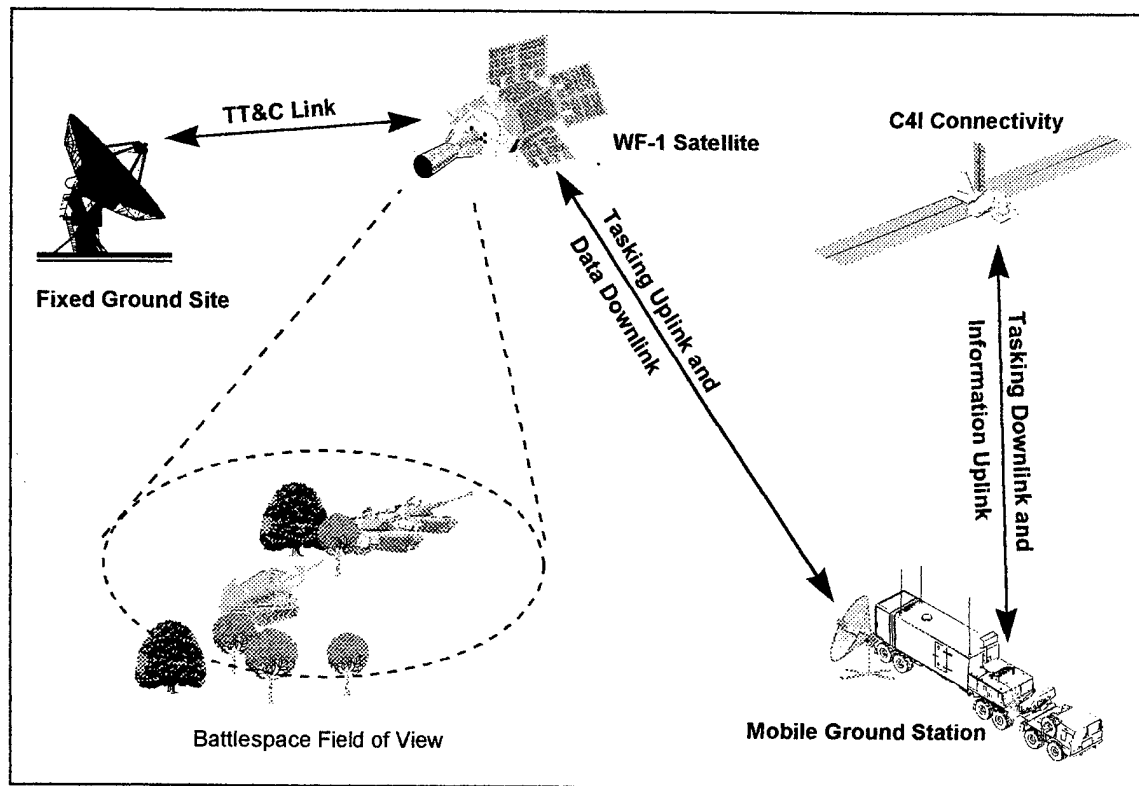 TT&C Link
WF-1 Satellite
C4I Connectivity
Fixed Ground Site
Tasking Uplink and
Data Downlink
Tasking Downlink and
Information Uplink
Battlespace Field of View
Mobile Ground Station